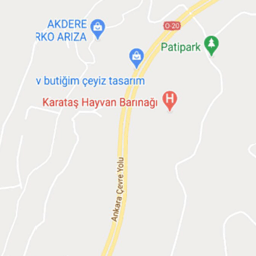 AKDERE
RKO ARIZA
O-20
Patipark
v butiğim çeyiz tasarım
Karataş Hayvan Barınağı
H
Ankara Çevre Yolu